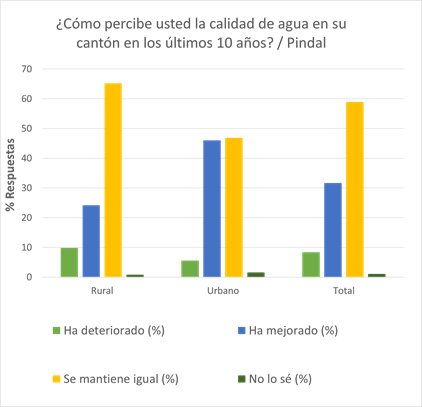 ¿Cómo percibe usted la calidad de agua en su
cantón en los últimos 10 años? / Pindal
% Respuestas
70
60
50
40
30
20
10
0
Rural
Urbano
Total
Ha deteriorado (%)
Ha mejorado (%)
Se mantiene igual (%)
No lo sé (%)